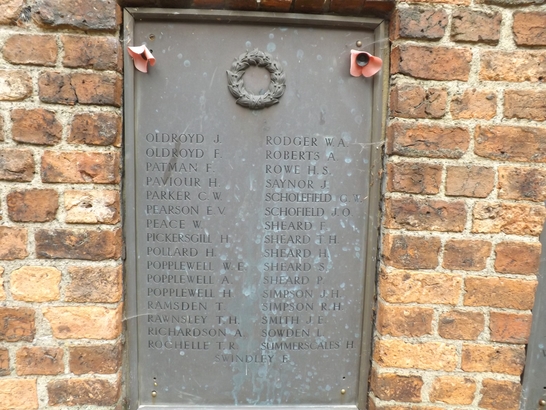 OLDROYD J.
OLDROYD F.
PATMAN F.
PAVIOUR H.
PARKER C.W.
PEARSON E.V.
PEACE W.
PICKERSGILL H.
POLLARD H.
POPPLEWELL W.E.
POPPLEWELL A.
POPPLEWELL H.
RAMSDEN T.
RAWNSLEY T.H.
RICHARDSON A.
ROCHELLE T.R.
RODGER W.A.
ROBERTS A.
ROWE H.S.
SAYNOR J.
SCHOLEFIELD
SCHOFIELD J.O.
SHEARD F.
SHEARD T.H.
SHEARD H.
SHEARD S.
SHEARD P.
SIMPSON J.H.
SIMPSON R.H.
SMITH J.E.
SOWDEN L.
SUMMERSCALES H.
SWINDLEY F.